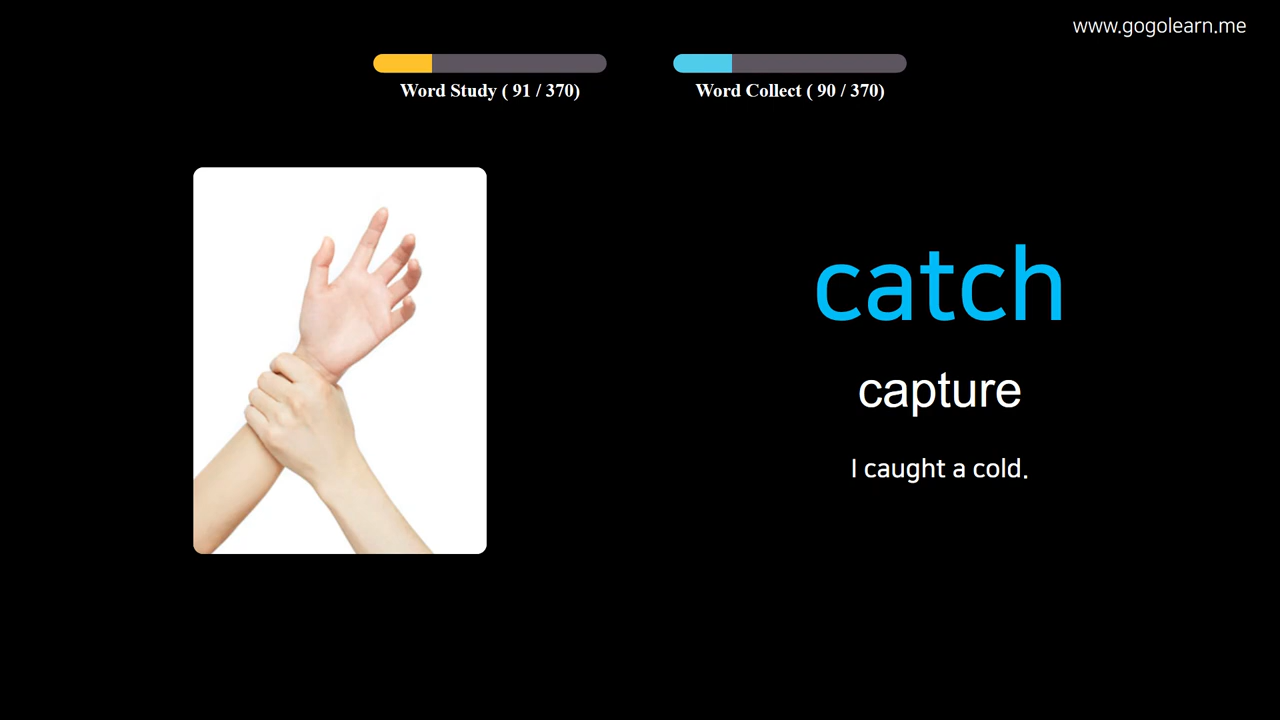 www.gogolearn.me
Word Study ( 91 / 370)
Word Collect ( 90 / 370)
catch
capture
I caught a cold.